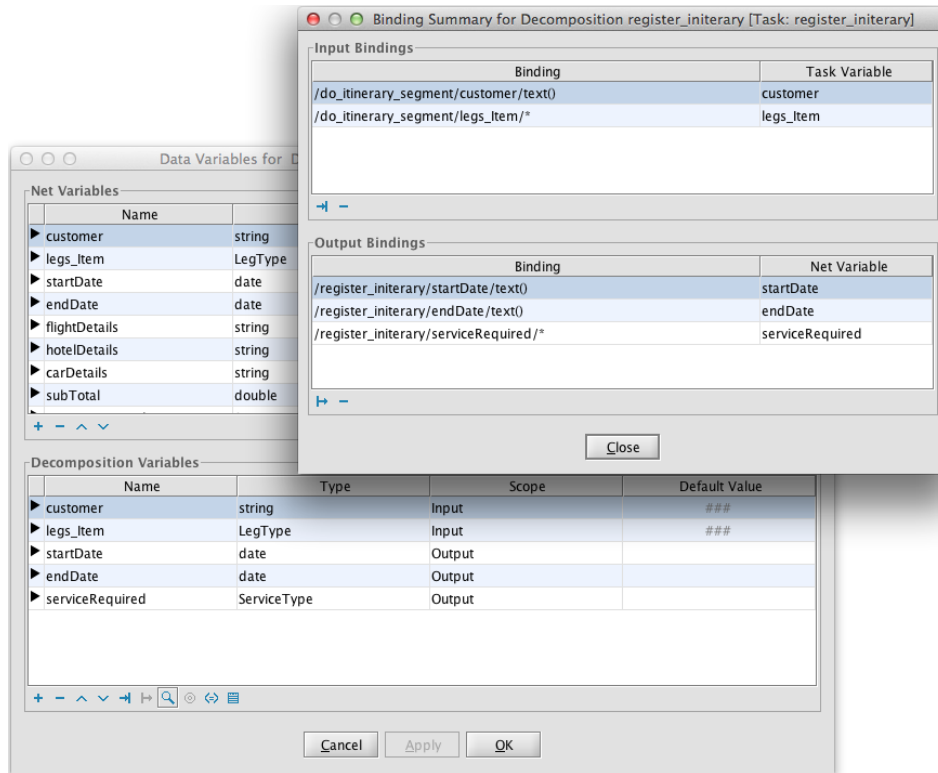 Binding Summary for Decomposition register_initerary [Task: register_initerary]
Input Bindings
Binding Task Variable
/do_itinerary_segment/customer/text() customer
/do_itinerary_segment/legs_Item/* legs_Item
Output Bindings
Binding Net Variable
/register_initerary/startDate/text() startDate
/register_initerary/endDate/text() endDate
/register_initerary/serviceRequired/* serviceRequired
Close
Data Variables for
Net Variables
Name
customer string
legs_Item LegType
startDate date
endDate date
flightDetails string
hotelDetails string
carDetails string
subTotal double
Decomposition Variables
Name Type Scope Default Value
customer string Input ###
legs_Item LegType Input ###
startDate date Output
endDate date Output
serviceRequired ServiceType Output
Cancel Apply OK